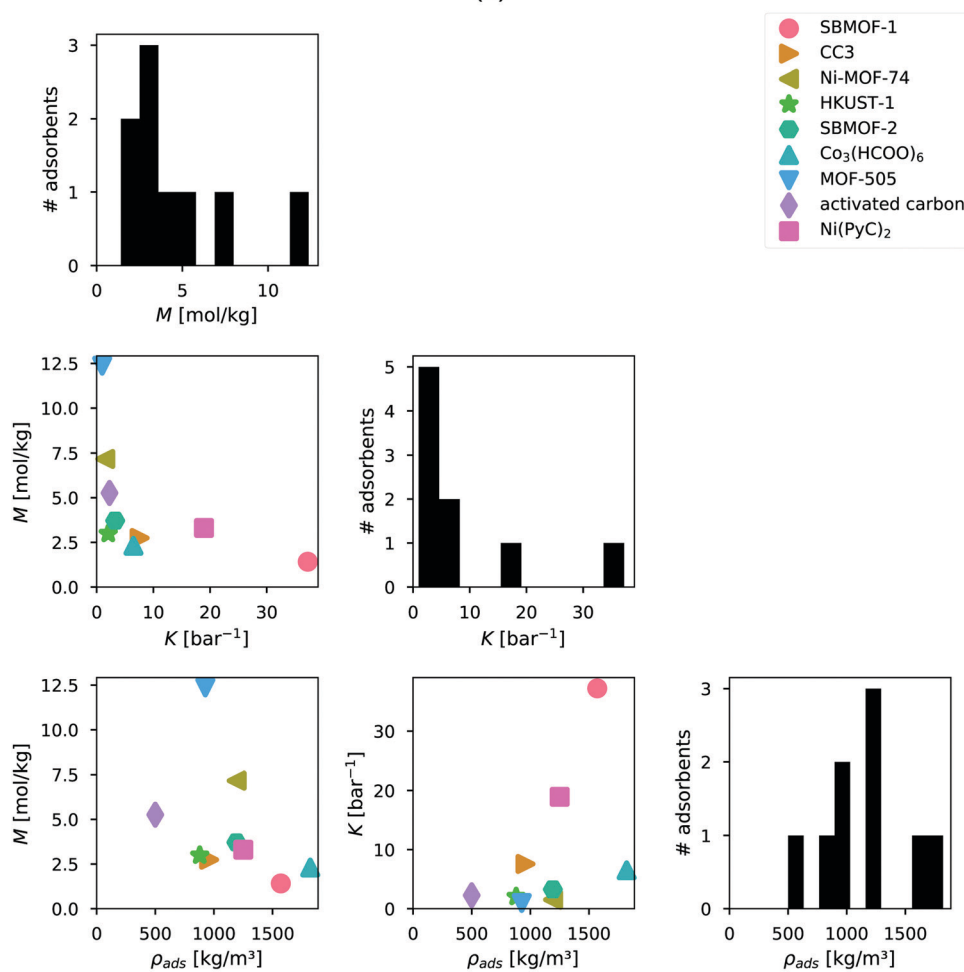 SBMOF-1
CC3
Ni-MOF-74
HKUST-1
SBMOF-2
Co₃(HCOO)₆
MOF-505
activated carbon
Ni(PyC)₂
# adsorbents
3
2
1
0
0 5 10
M [mol/kg]
M [mol/kg]
12.5
10.0
7.5
5.0
2.5
0.0
0 10 20 30
K [bar⁻¹]
# adsorbents
5
4
3
2
1
0
0 10 20 30
K [bar⁻¹]
M [mol/kg]
12.5
10.0
7.5
5.0
2.5
0.0
500 1000 1500
ρads [kg/m³]
K [bar⁻¹]
30
20
10
0
500 1000 1500
ρads [kg/m³]
# adsorbents
3
2
1
0
0 500 1000 1500
ρads [kg/m³]